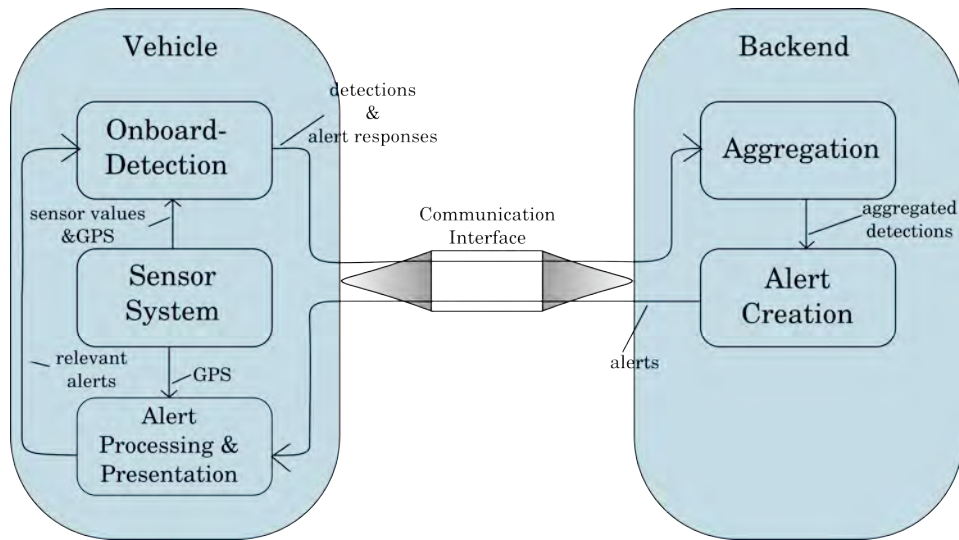 Vehicle
Onboard-
Detection
sensor values
&GPS
Sensor
System
relevant
alerts
GPS
Alert
Processing &
Presentation
detections
&
alert responses
Communication
Interface
Backend
Aggregation
aggregated
detections
Alert
Creation
alerts